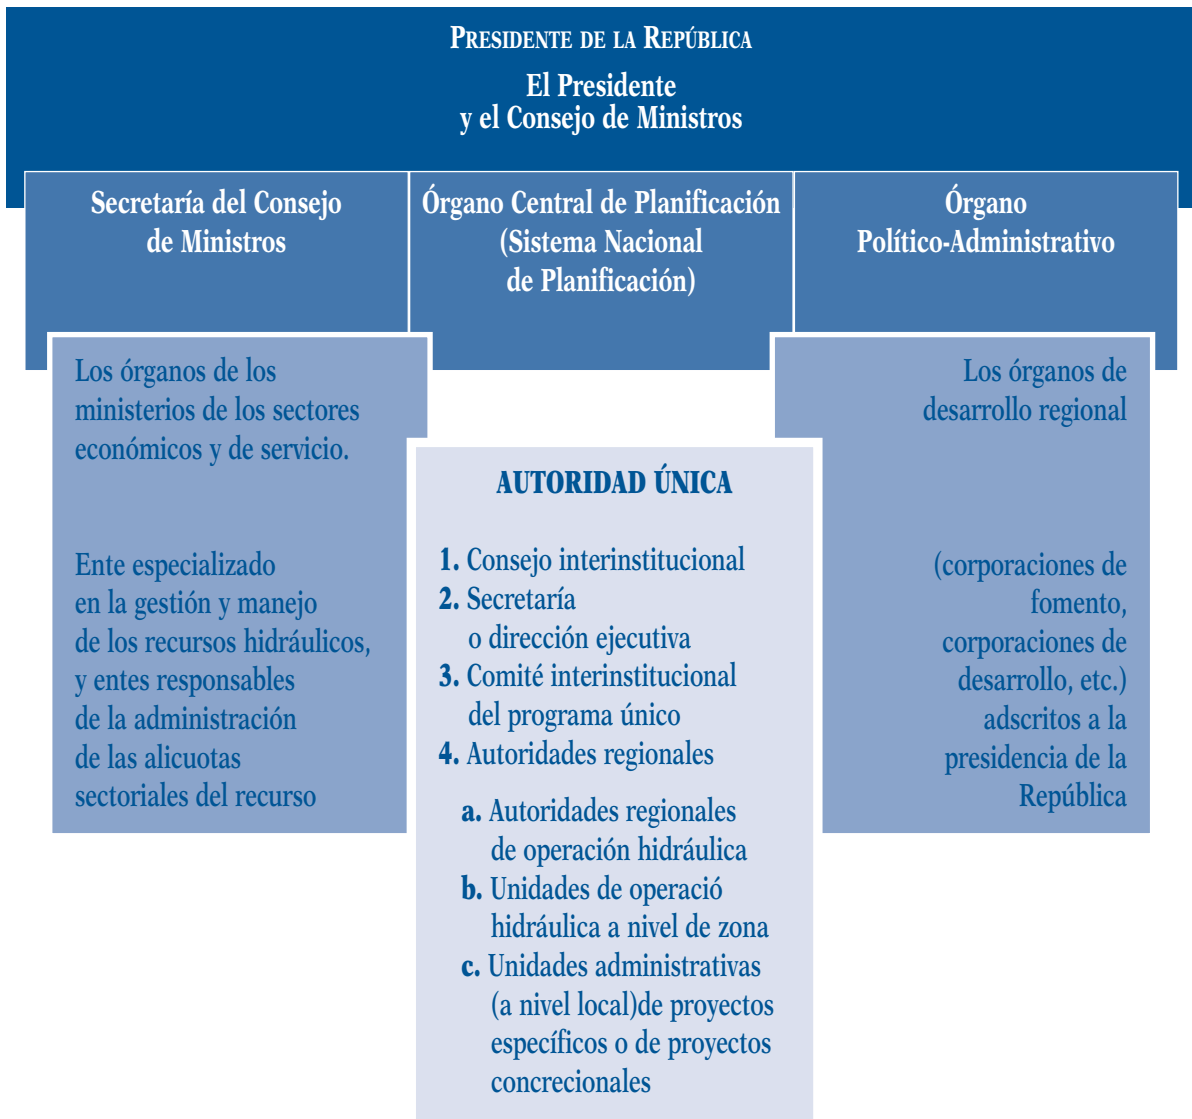 PRESIDENTE DE LA REPÚBLICA
El Presidente
y el Consejo de Ministros
Secretaría del Consejo
de Ministros
Órgano Central de Planificación
(Sistema Nacional
de Planificación)
Órgano
Político-Administrativo
Los órganos de los
ministerios de los sectores
económicos y de servicio.
Ente especializado
en la gestión y manejo
de los recursos hidráulicos,
y entes responsables
de la administración
de las alicuotas
sectoriales del recurso
AUTORIDAD ÚNICA
1. Consejo interinstitucional
2. Secretaría
o dirección ejecutiva
3. Comité interinstitucional
del programa único
4. Autoridades regionales
a. Autoridades regionales
de operación hidráulica
b. Unidades de operació
hidráulica a nivel de zona
c. Unidades administrativas
(a nivel local)de proyectos
específicos o de proyectos
concrecionales
Los órganos de
desarrollo regional
(corporaciones de
fomento,
corporaciones de
desarrollo, etc.)
adscritos a la
presidencia de la
República